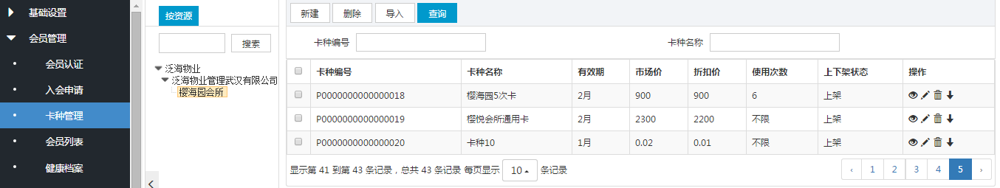 基础设置
会员管理
会员认证
入会申请
卡种管理
会员列表
健康档案
按资源
搜索
泛海物业
泛海物业管理武汉有限公司
樱海园会所
新建 删除 导入 查询
卡种编号 卡种名称
卡种编号 卡种名称 有效期 市场价 折扣价 使用次数 上下架状态 操作
P0000000000000018 樱海园5次卡 2月 900 900 6 上架
P0000000000000019 樱悦会所通用卡 2月 2300 2200 不限 上架
P0000000000000020 卡种10 1月 0.02 0.01 不限 上架
显示第 41 到第 43 条记录，总共 43 条记录 每页显示 10 条记录 ‹ 1 2 3 4 5 ›